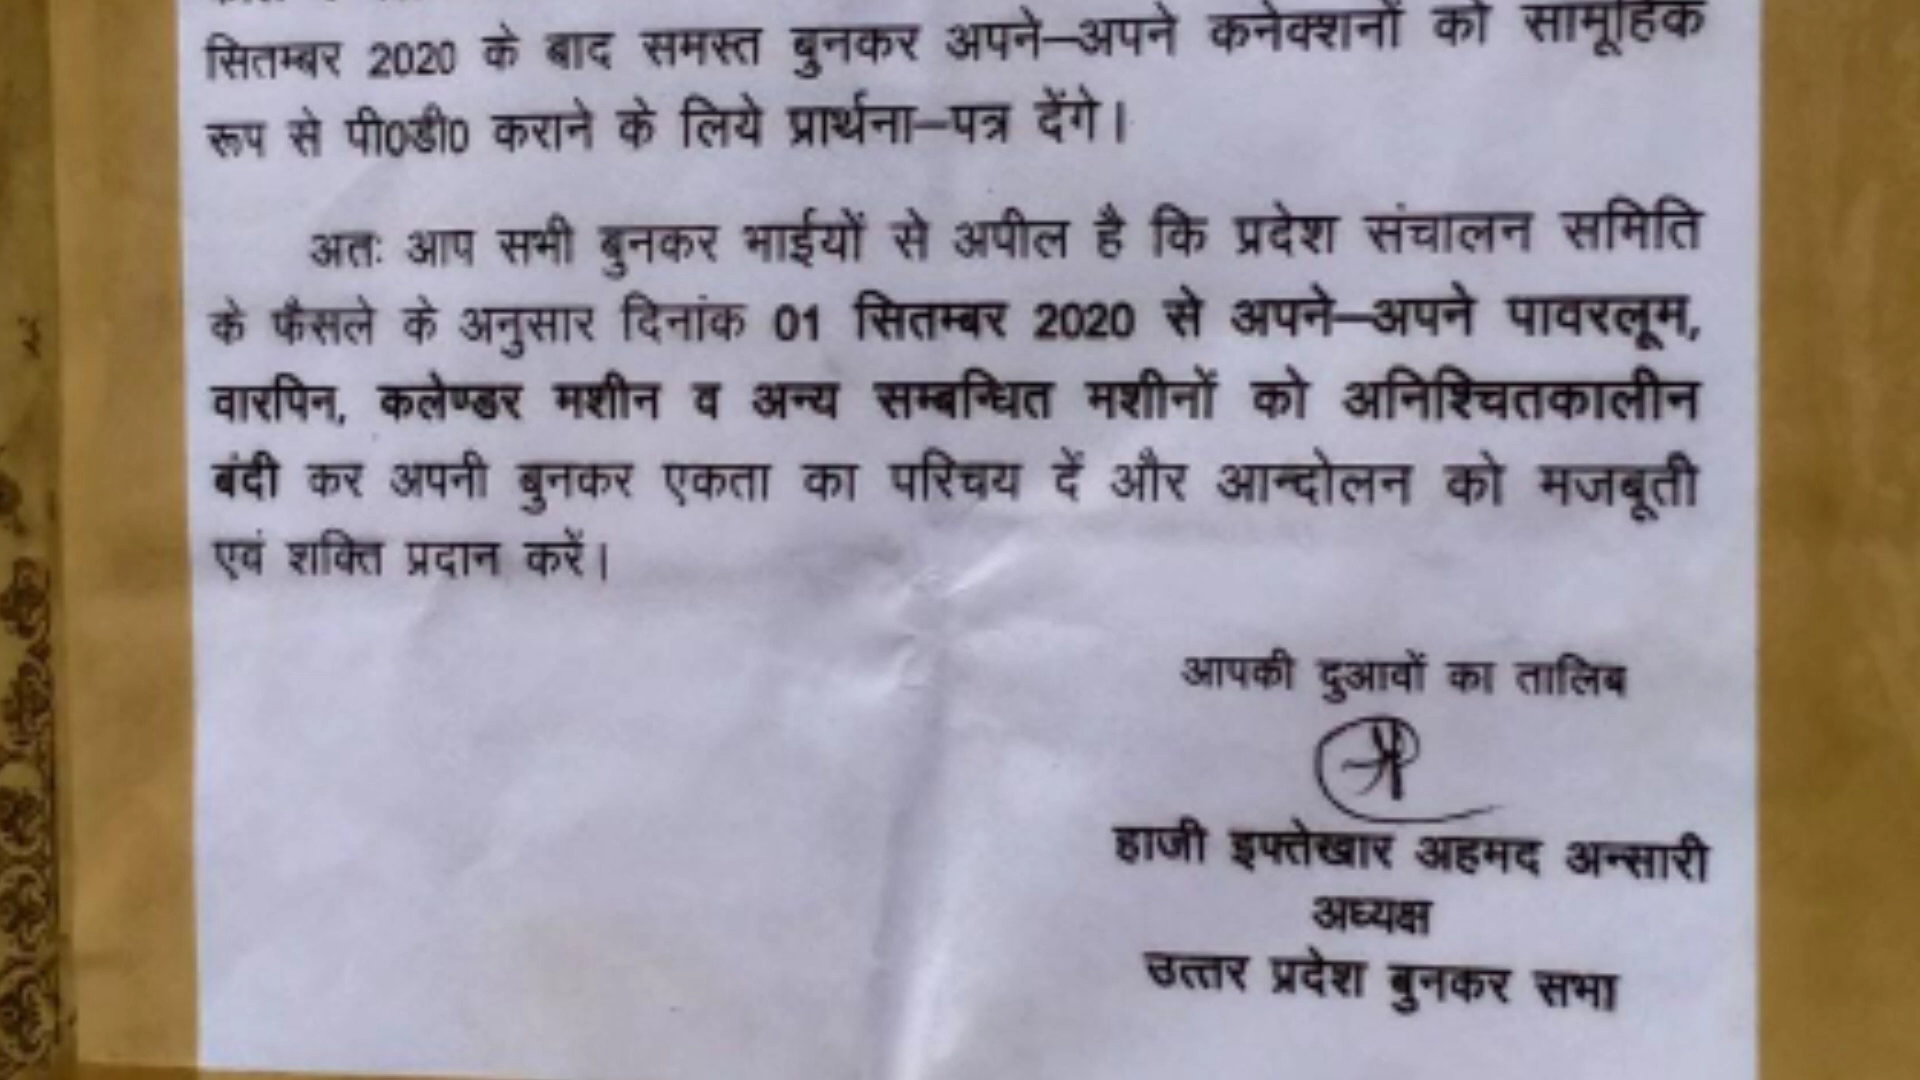 सितम्बर 2020 के बाद समस्त बुनकर अपने–अपने कनेक्शनों को सामूहिक
रूप से पी0डी0 कराने के लिये प्रार्थना–पत्र देंगे।
अतः आप सभी बुनकर भाईयों से अपील है कि प्रदेश संचालन समिति
के फैसले के अनुसार दिनांक 01 सितम्बर 2020 से अपने–अपने पावरलूम,
वारपिन, कलेण्डर मशीन व अन्य सम्बन्धित मशीनों को अनिश्चितकालीन
बंदी कर अपनी बुनकर एकता का परिचय दें और आन्दोलन को मजबूती
एवं शक्ति प्रदान करें।
आपकी दुआवों का तालिब
हाजी इफ्तेखार अहमद अन्सारी
अध्यक्ष
उत्तर प्रदेश बुनकर सभा